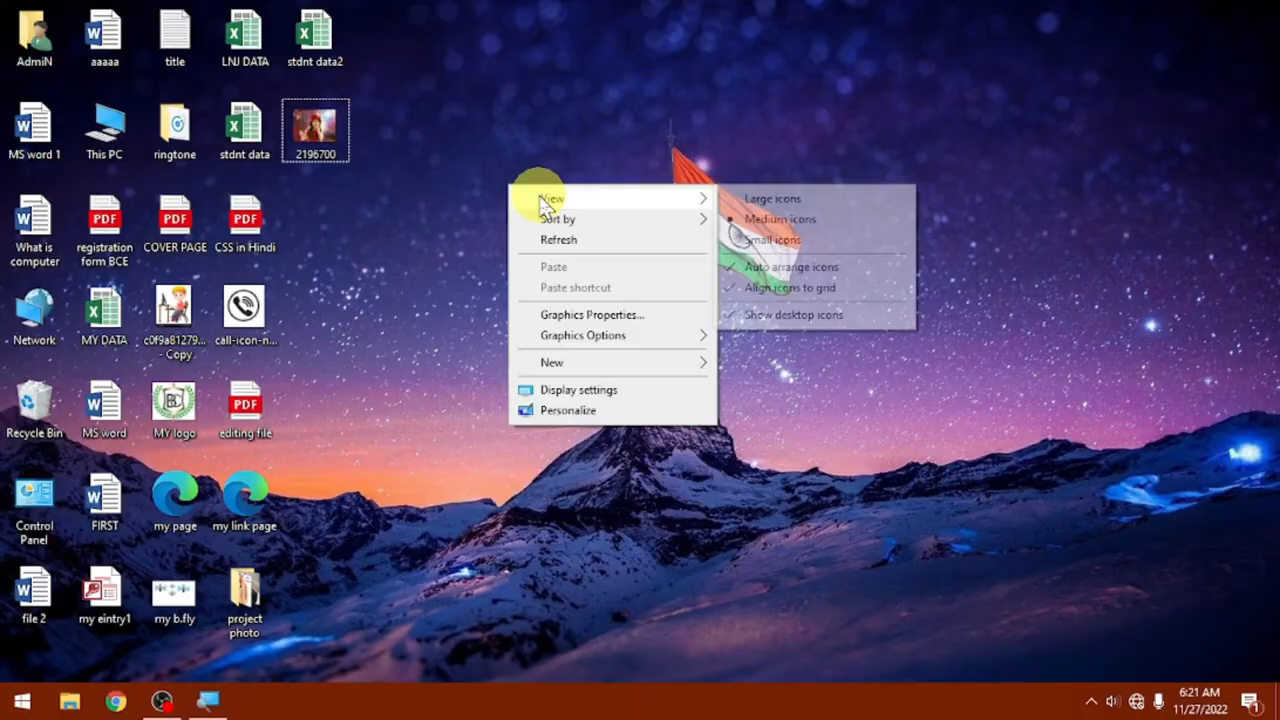 AdmiN
aaaaa
title
LNJ DATA
stdnt data2
MS word 1
This PC
ringtone
stdnt data
2196700
What is
computer
registration
form BCE
COVER PAGE
CSS in Hindi
Network
MY DATA
c0f9a81279...
- Copy
call-icon-n...
Recycle Bin
MS word
MY logo
editing file
Control
Panel
FIRST
my page
my link page
file 2
my eintry1
my b.fly
project
photo
View
Sort by
Refresh
Paste
Paste shortcut
Graphics Properties...
Graphics Options
New
Display settings
Personalize
Large icons
Medium icons
Small icons
Auto arrange icons
Align icons to grid
Show desktop icons
6:21 AM
11/27/2022
1